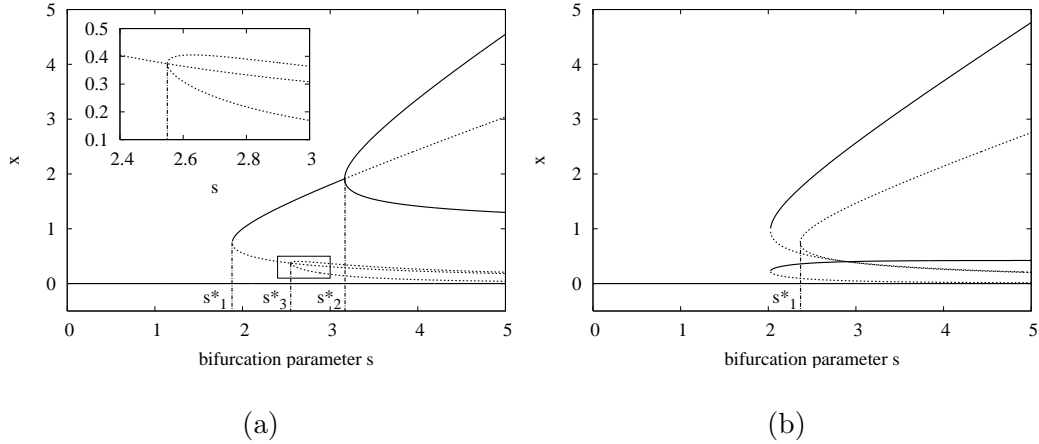 5
4
3
2
1
0
x
0.5
0.4
0.3
0.2
0.1
2.4 2.6 2.8 3
s
s*1 s*3 s*2
0 1 2 3 4 5
bifurcation parameter s
(a)
5
4
3
2
1
0
x
s*1
0 1 2 3 4 5
bifurcation parameter s
(b)